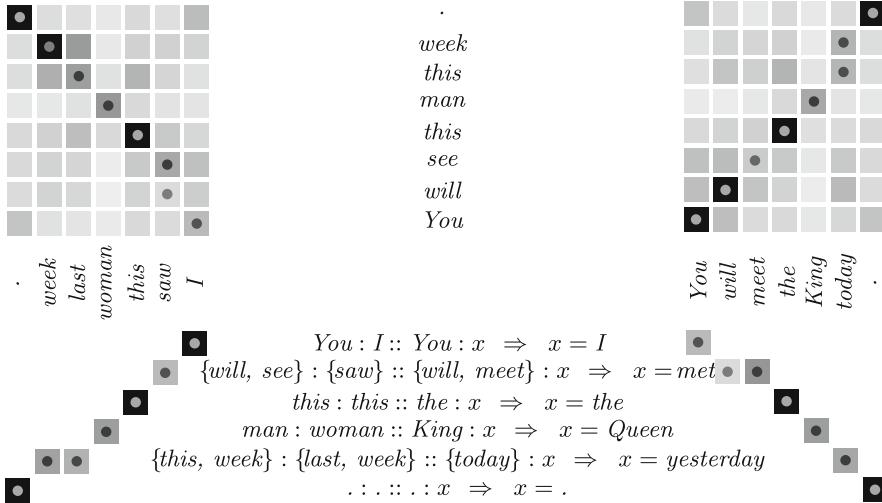 .
week
this
man
this
see
will
You
. week last woman this saw I
You will meet the King today .
You : I :: You : x ⇒ x = I
{will, see} : {saw} :: {will, meet} : x ⇒ x = met
this : this :: the : x ⇒ x = the
man : woman :: King : x ⇒ x = Queen
{this, week} : {last, week} :: {today} : x ⇒ x = yesterday
. : . :: . : x ⇒ x = .